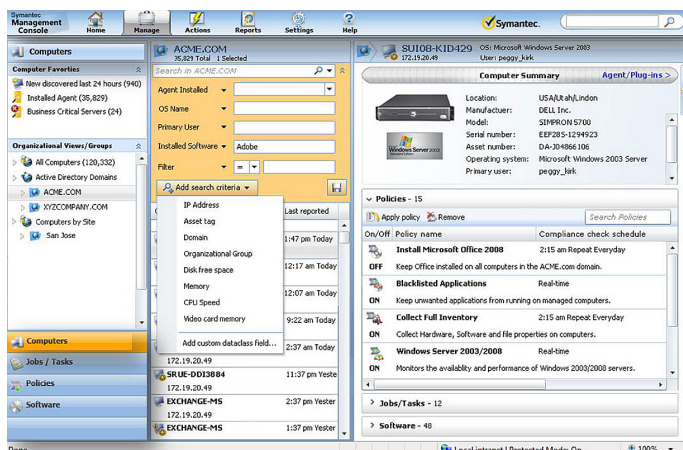 Symantec
Management
Console
Home
Manage
Actions
Reports
Settings
Help
Symantec.
Computers
Computer Favorties
New discovered last 24 hours (940)
Installed Agent (35,829)
Business Critical Servers (24)
Organizational Views/Groups
All Computers (120,332)
Active Directory Domains
ACME.COM
XYZCOMPANY.COM
Computers by Site
San Jose
Computers
Jobs / Tasks
Policies
Software
ACME.COM
35,829 Total 1 Selected
Search in ACME.COM
Agent Installed
OS Name
Primary User
Installed Software
Adobe
Filter
=
Add search criteria
IP Address
Asset tag
Domain
Organizational Group
Disk free space
Memory
CPU Speed
Video card memory
Add custom dataclass field...
Last reported
1:47 pm Today
12:17 am Today
12:07 am Today
9:22 am Today
2:37 am Today
172.19.20.49
SRUE-DDI3884
11:37 pm Yeste
172.19.20.49
EXCHANGE-MS
2:37 pm Yester
172.19.20.49
EXCHANGE-MS
1:37 pm Yester
SUI08-KID429
172.19.20.49
OS: Microsoft Windows Server 2003
User: peggy_kirk
Computer Summary
Agent/Plug-ins >
Windows Server 2003
Location: USA/Utah/Lindon
Manufactuer: DELL Inc.
Model: SIMPRON 5700
Serial number: EEF285-1294923
Asset number: DA-J04866106
Operating system: Microsoft Windows 2003 Server
Primary user: peggy_kirk
Policies - 15
Apply policy
Remove
Search Policies
On/Off
Policy name
Compliance check schedule
Install Microsoft Office 2008
2:15 am Repeat Everyday
OFF
Keep Office installed on all computers in the ACME.com domain.
Blacklisted Applications
Real-time
ON
Keep unwanted applications from running on managed computers.
Collect Full Inventory
2:15 am Repeat Everyday
ON
Collect Hardware, Software and file properties on computers.
Windows Server 2003/2008
Real-time
ON
Monitors the availablity and performance of Windows 2003/2008 servers.
Jobs/Tasks - 12
Software - 48
Done
Local intranet | Protected Mode: On
100%